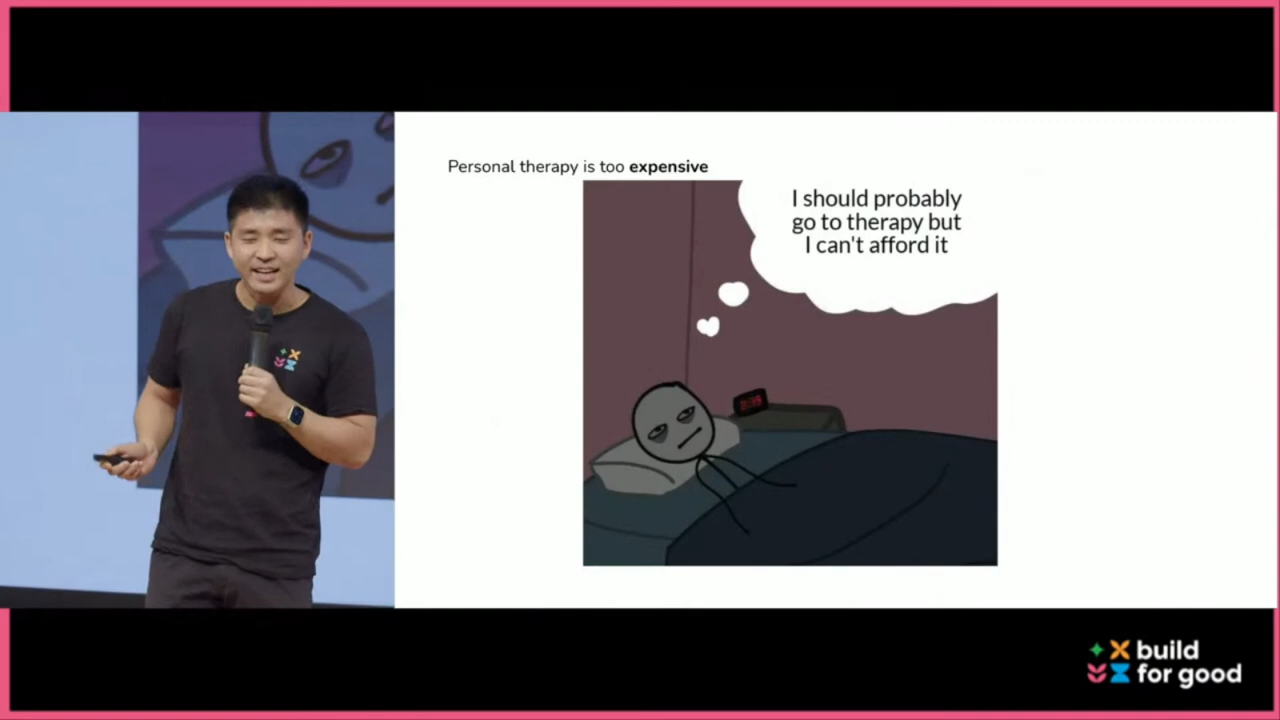 Personal therapy is too expensive
I should probably
go to therapy but
I can't afford it
build
for good